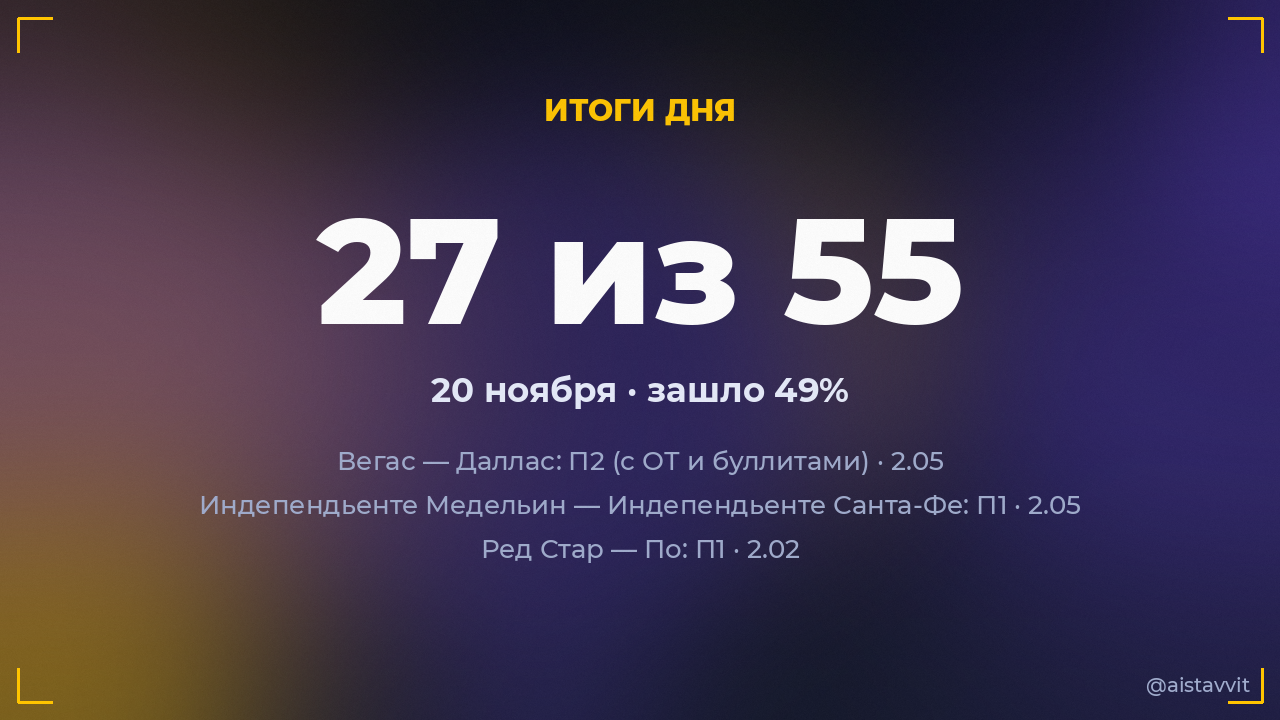 ИТОГИ ДНЯ
27 из 55
20 ноября · зашло 49%
Вегас — Даллас: П2 (с ОТ и буллитами) · 2.05
Индепендьенте Медельин — Индепендьенте Санта-Фе: П1 · 2.05
Ред Стар — По: П1 · 2.02
@aistavvit